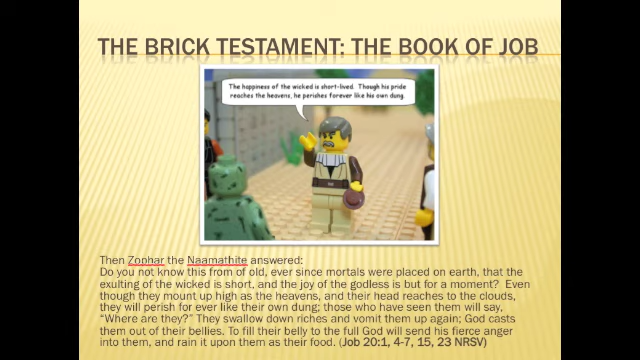 THE BRICK TESTAMENT: THE BOOK OF JOB
The happiness of the wicked is short-lived. Though his pride
reaches the heavens, he perishes forever like his own dung.
Then Zophar the Naamathite answered:
Do you not know this from of old, ever since mortals were placed on earth, that the
exulting of the wicked is short, and the joy of the godless is but for a moment? Even
though they mount up high as the heavens, and their head reaches to the clouds,
they will perish for ever like their own dung; those who have seen them will say,
“Where are they?” They swallow down riches and vomit them up again; God casts
them out of their bellies. To fill their belly to the full God will send his fierce anger
into them, and rain it upon them as their food. (Job 20:1, 4-7, 15, 23 NRSV)